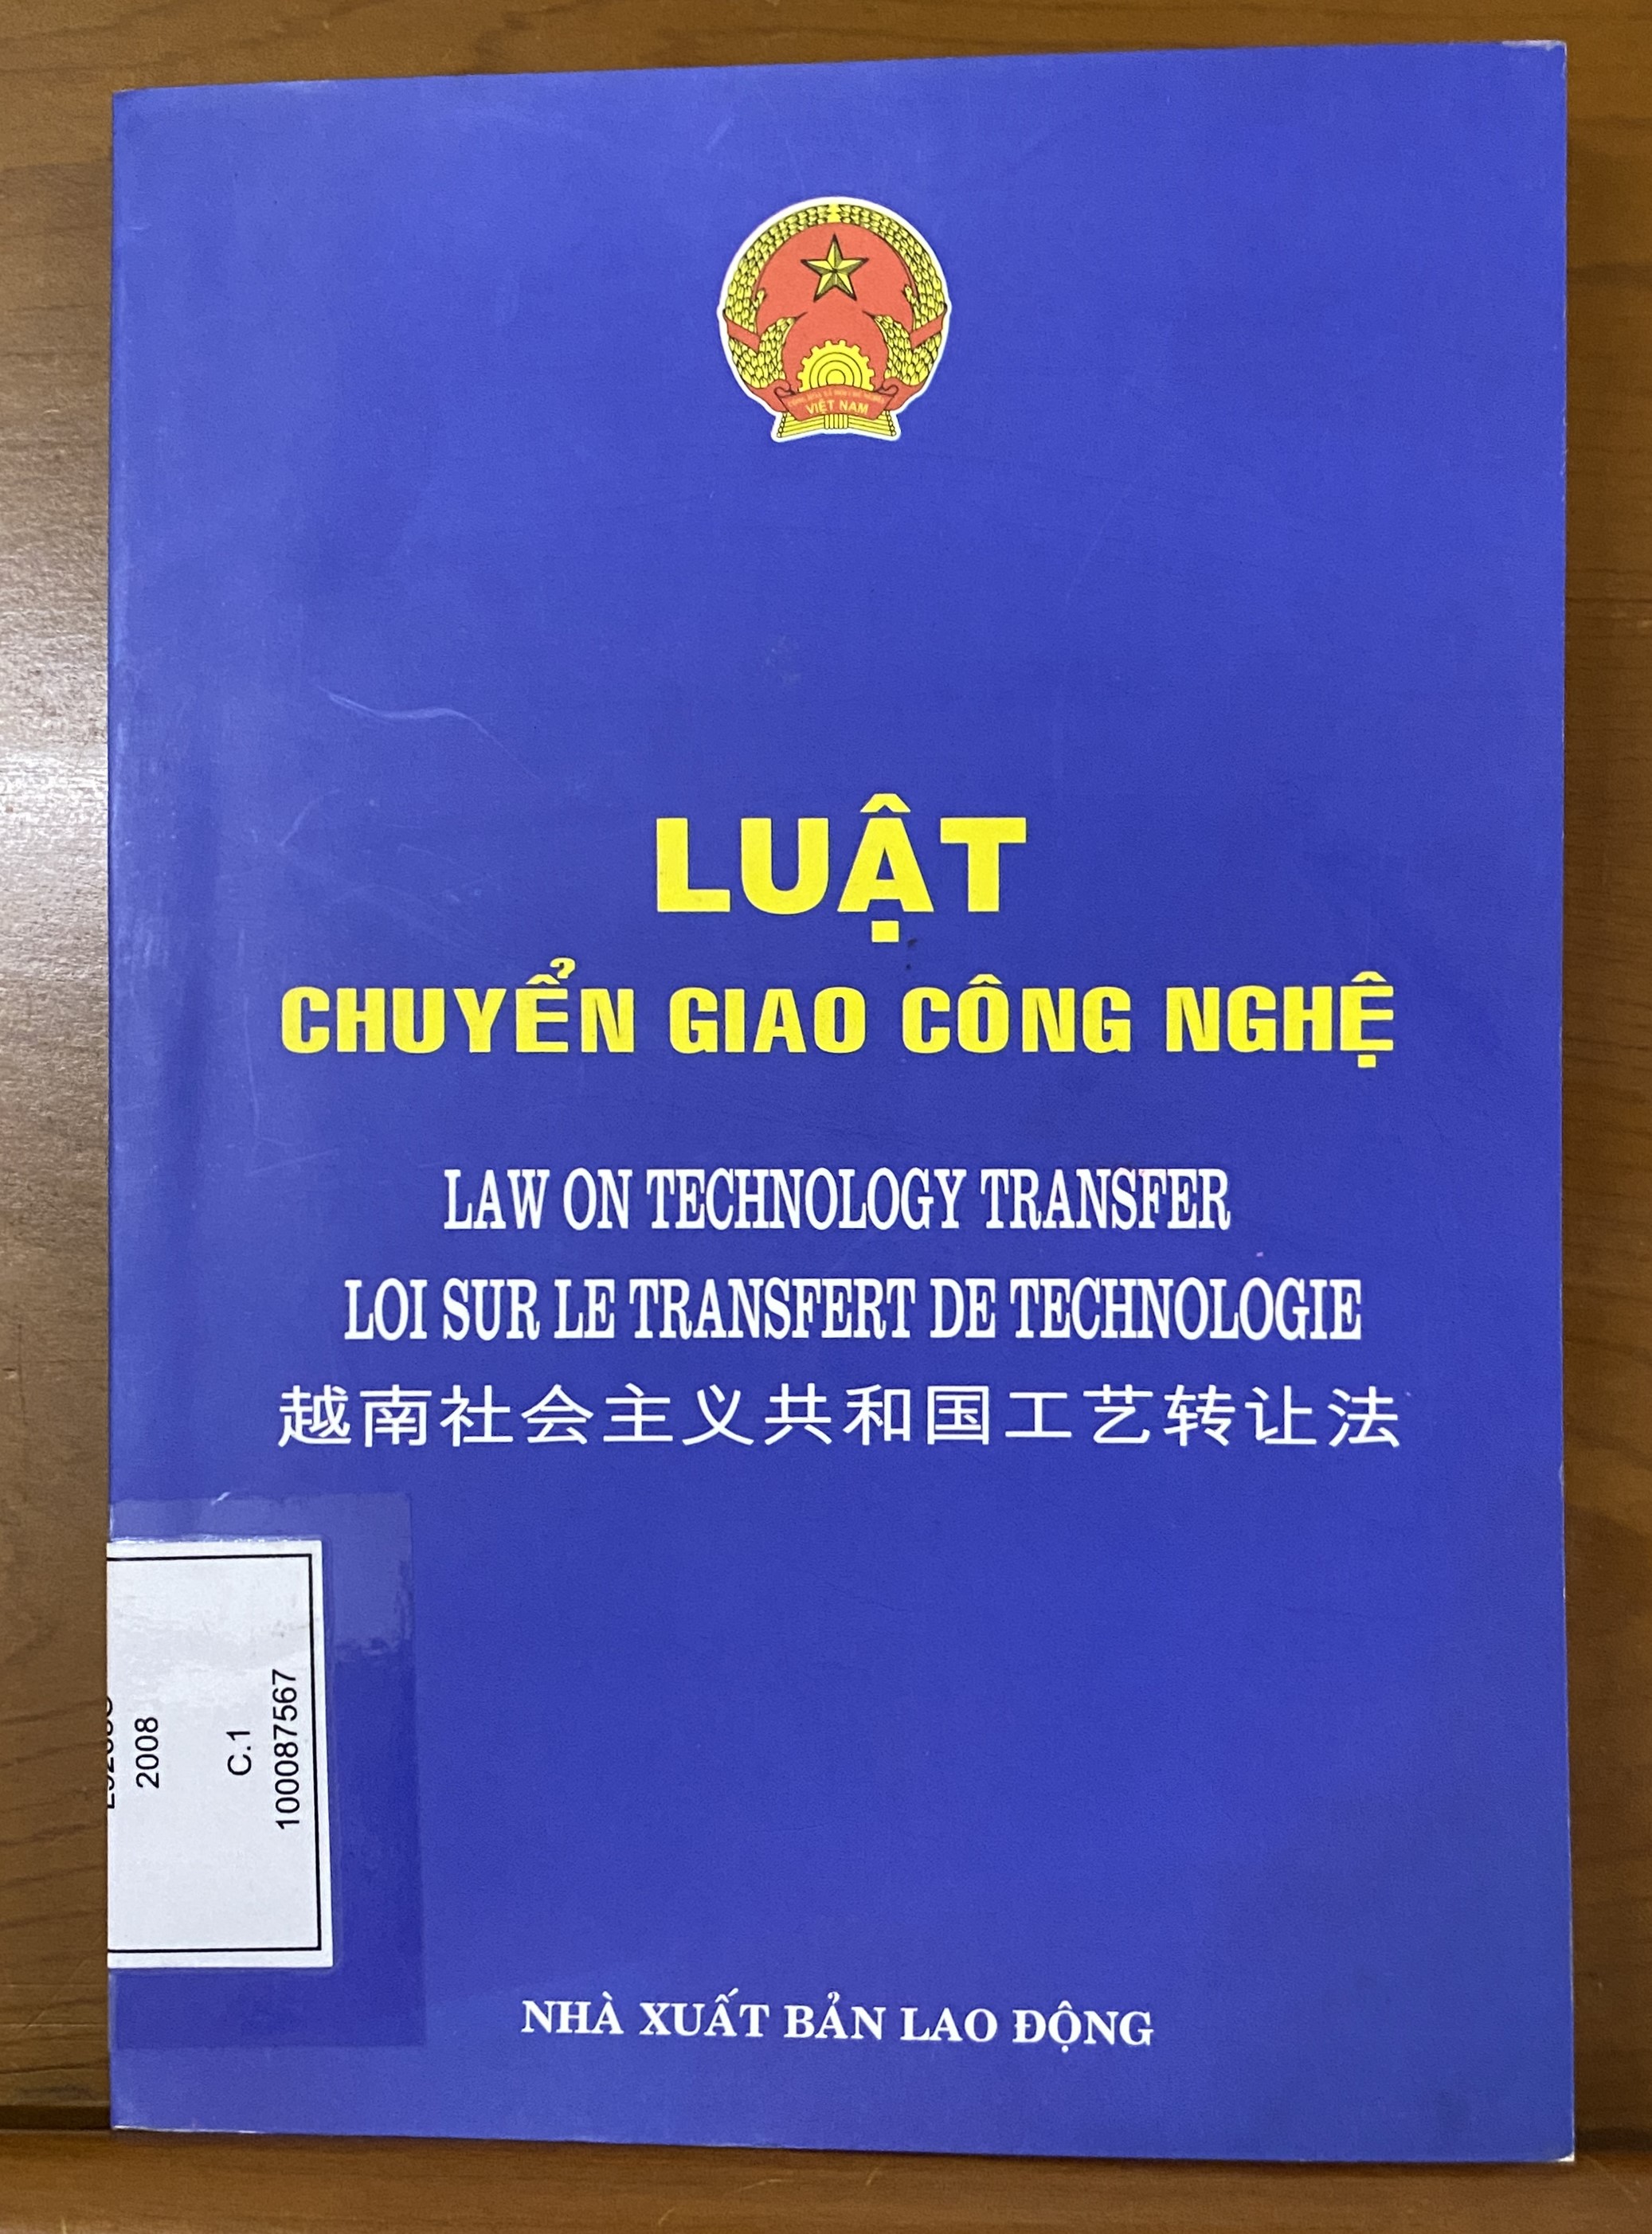 VIỆT NAM
LUẬT
CHUYỂN GIAO CÔNG NGHỆ
LAW ON TECHNOLOGY TRANSFER
LOI SUR LE TRANSFERT DE TECHNOLOGIE
越南社会主义共和国工艺转让法
2008
C.1
100087567
NHÀ XUẤT BẢN LAO ĐỘNG